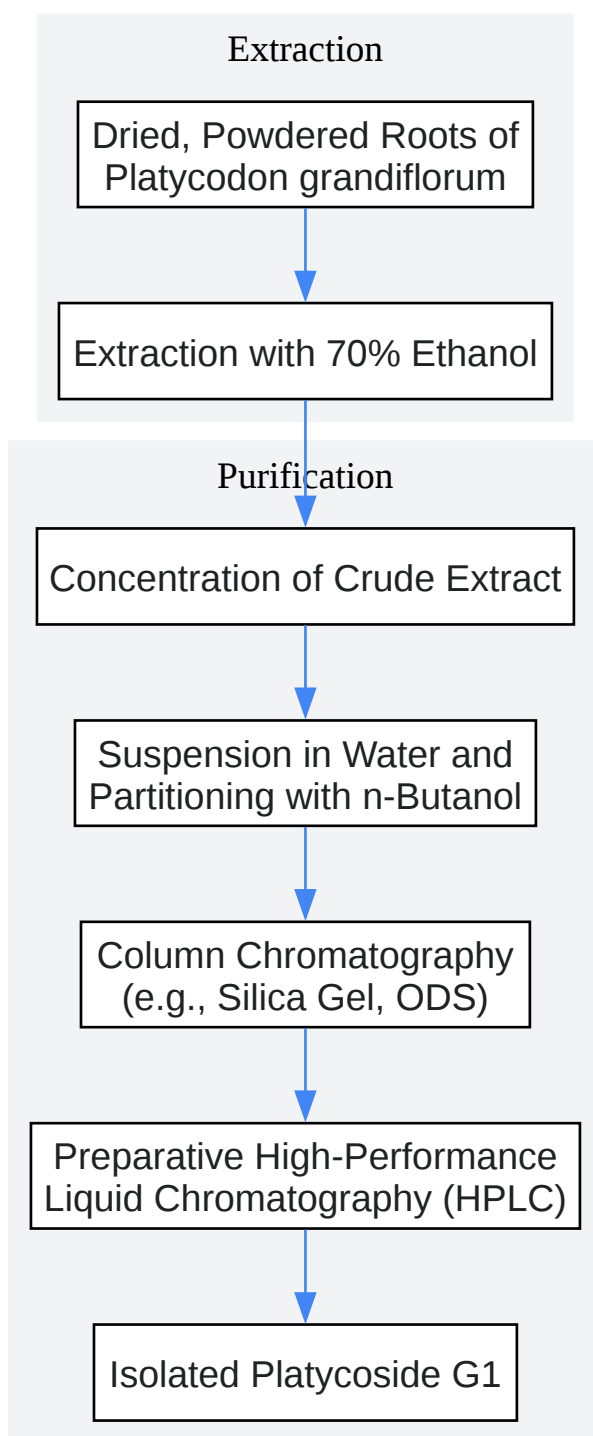 Extraction
Dried, Powdered Roots of
Platycodon grandiflorum
Extraction with 70% Ethanol
Purification
Concentration of Crude Extract
Suspension in Water and
Partitioning with n-Butanol
Column Chromatography
(e.g., Silica Gel, ODS)
Preparative High-Performance
Liquid Chromatography (HPLC)
Isolated Platycoside G1